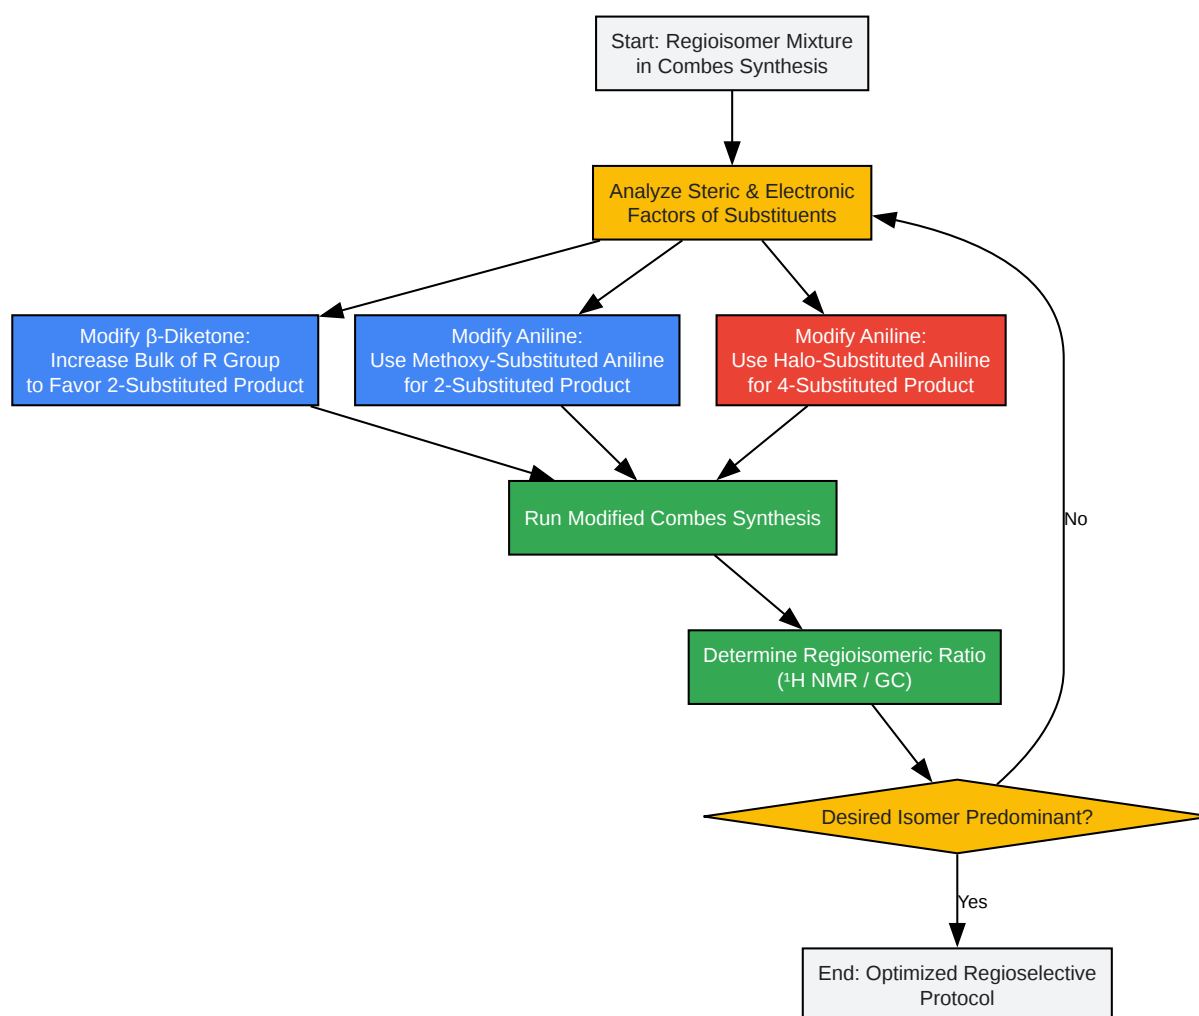 Start: Regioisomer Mixture
in Combes Synthesis
Analyze Steric & Electronic
Factors of Substituents
Modify β-Diketone:
Increase Bulk of R Group
to Favor 2-Substituted Product
Modify Aniline:
Use Methoxy-Substituted Aniline
for 2-Substituted Product
Modify Aniline:
Use Halo-Substituted Aniline
for 4-Substituted Product
Run Modified Combes Synthesis
No
Determine Regioisomeric Ratio
(¹H NMR / GC)
Desired Isomer Predominant?
Yes
End: Optimized Regioselective
Protocol